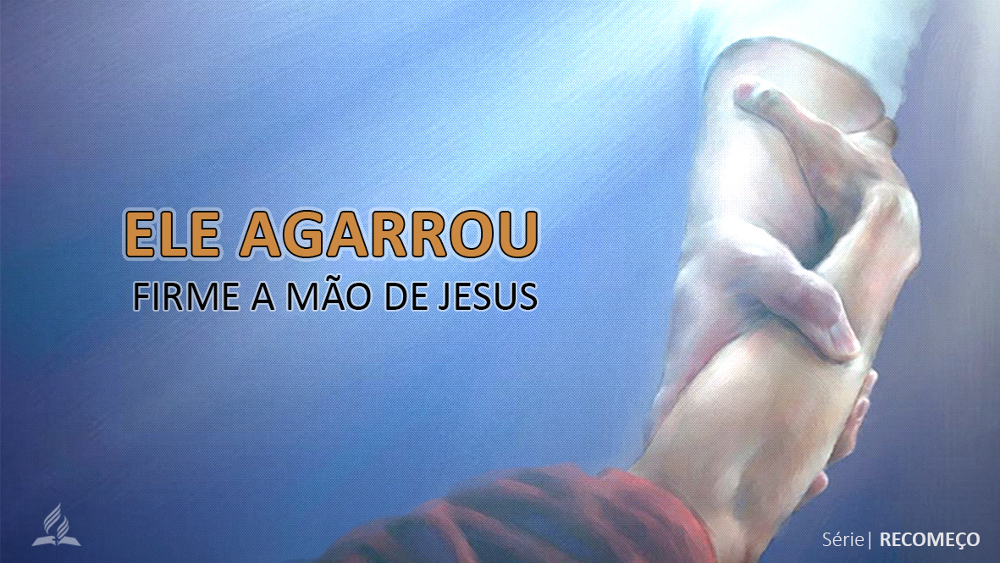 ELE AGARROU
FIRME A MÃO DE JESUS
Série| RECOMEÇO